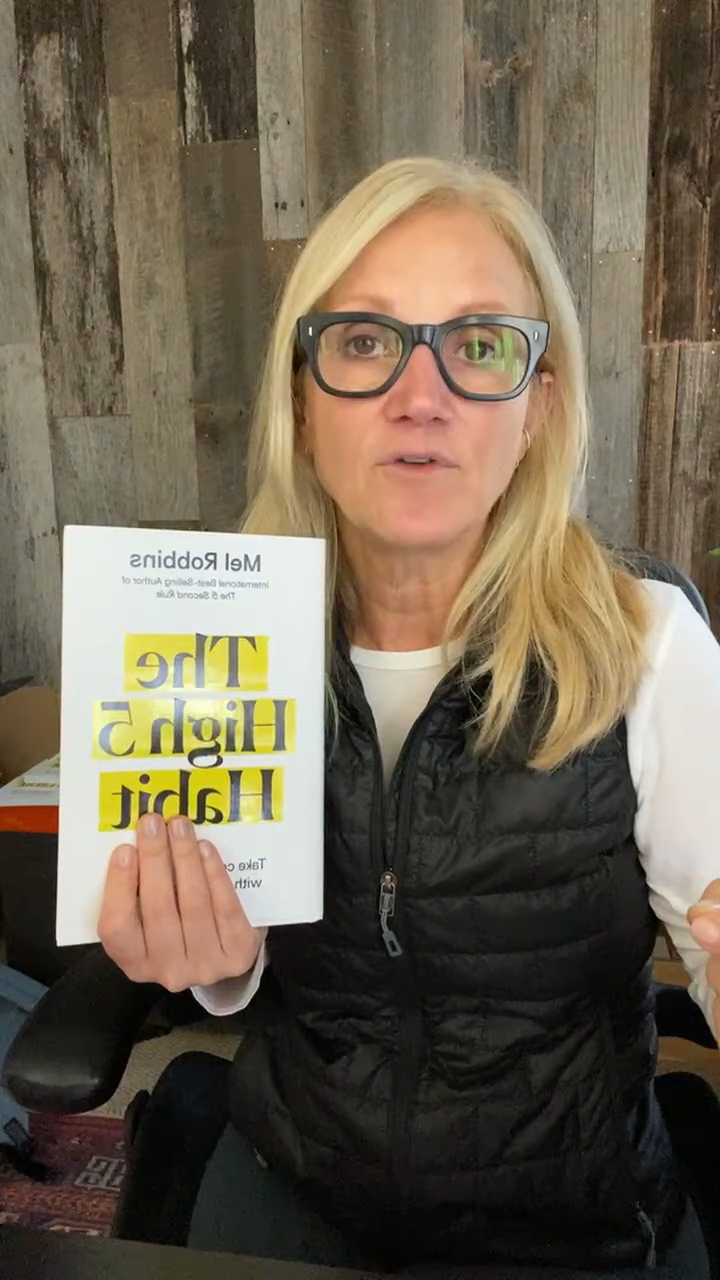 Mel Robbins
International Best-Selling Author of
The 5 Second Rule
The
High 5
Habit
Take
with